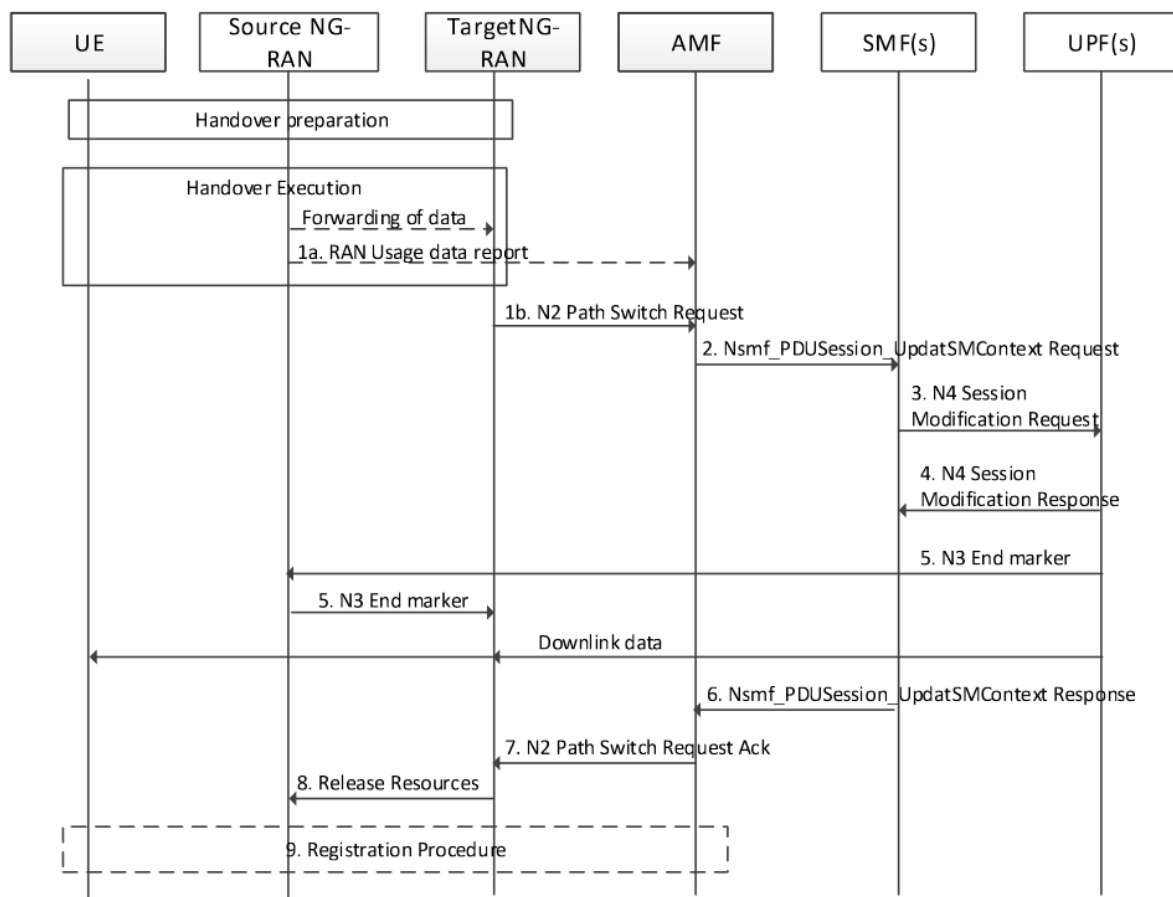 UE
Source NG-
RAN
TargetNG-
RAN
AMF
SMF(s)
UPF(s)
Handover preparation
Handover Execution
Forwarding of data
1a. RAN Usage data report
1b. N2 Path Switch Request
2. Nsmf_PDUSession_UpdatSMContext Request
3. N4 Session
Modification Request
4. N4 Session
Modification Response
5. N3 End marker
5. N3 End marker
Downlink data
6. Nsmf_PDUSession_UpdatSMContext Response
7. N2 Path Switch Request Ack
8. Release Resources
9. Registration Procedure